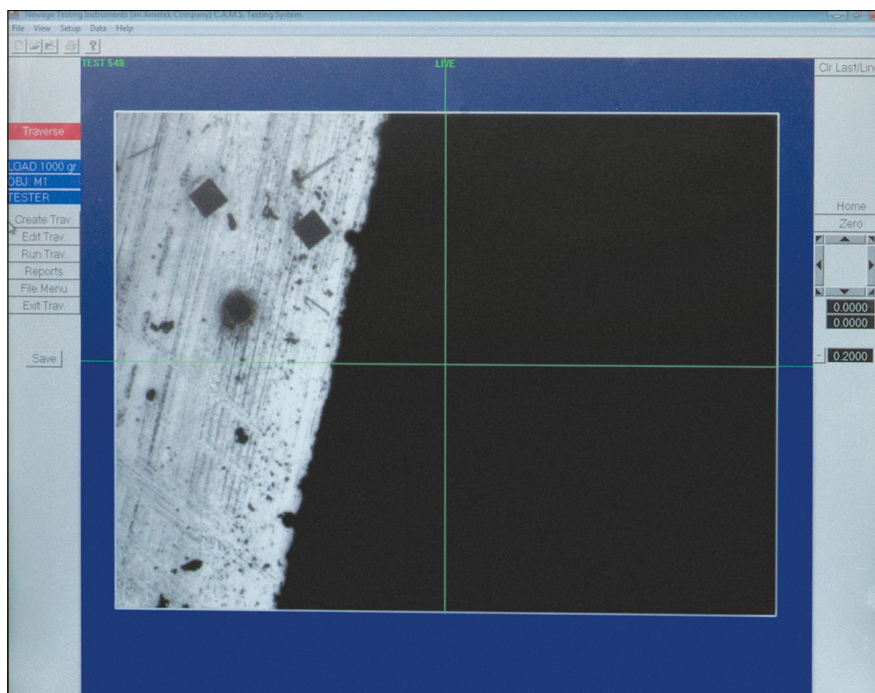 Newage Testing Instruments (an Ametek Company) C.A.M.S. Testing System
File View Setup Data Help
TEST 548
LIVE
Clr Last/Line
Traverse
LOAD 1000 gr
OBJ: M1
TESTER
Create Trav.
Edit Trav.
Run Trav.
Reports
File Menu
Exit Trav.
Save
Home
Zero
0.0000
0.0000
- 0.2000